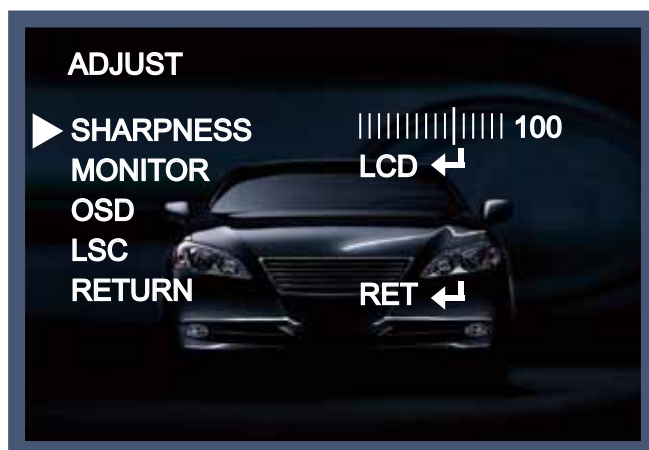 ADJUST
SHARPNESS 100
MONITOR LCD
OSD
LSC
RETURN RET